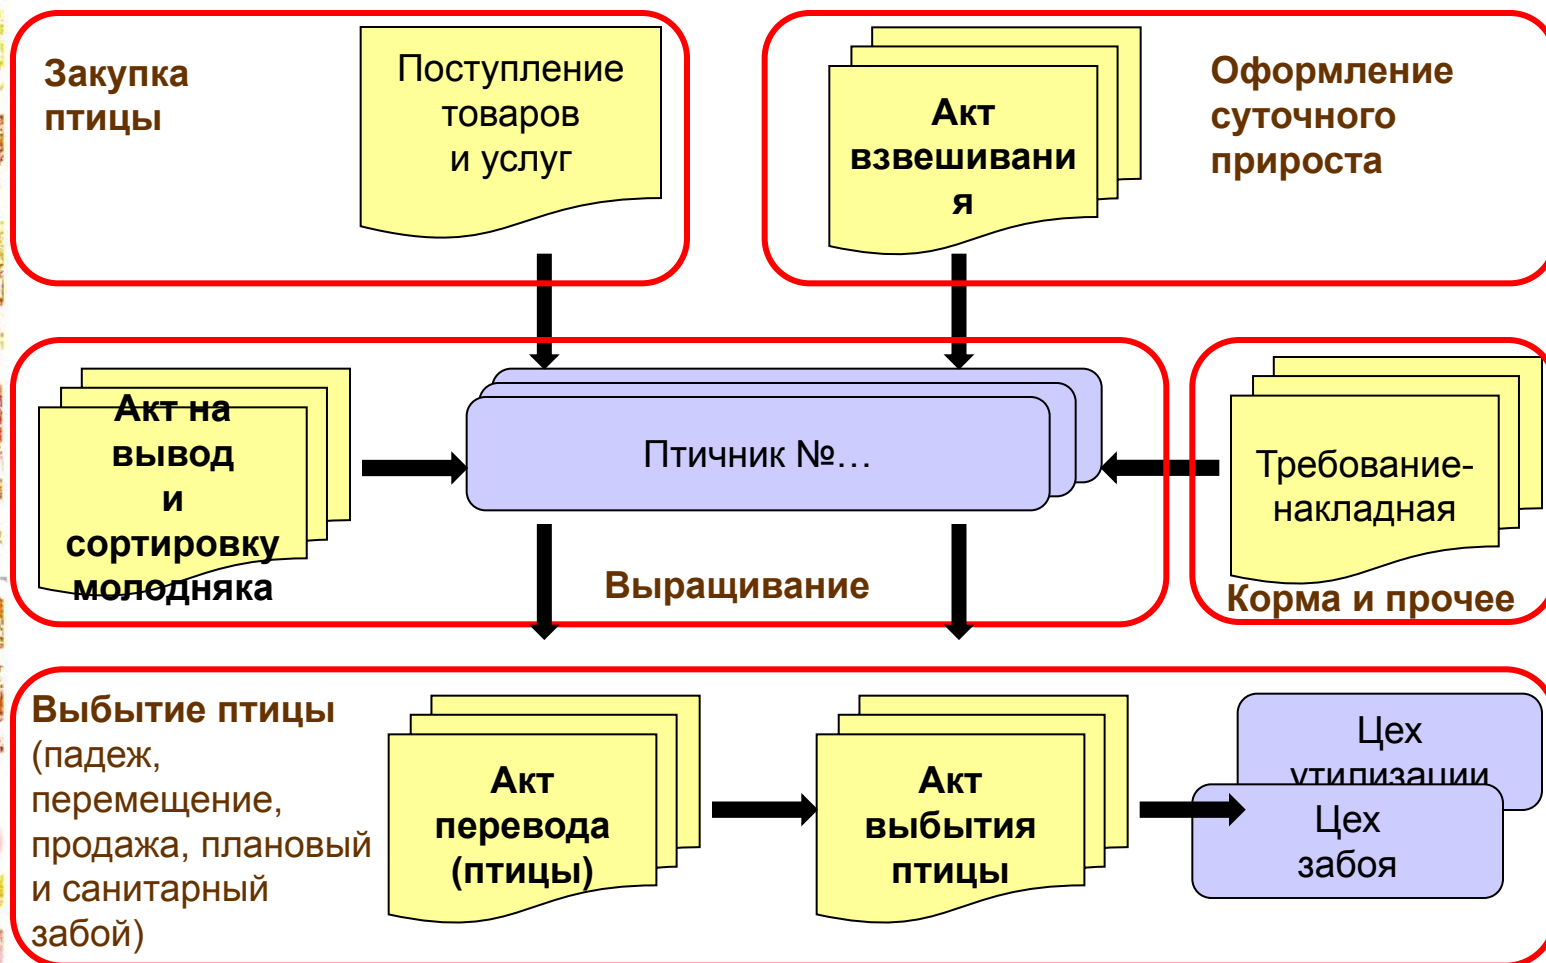 Закупка
птицы
Поступление
товаров
и услуг
Акт
взвешивани
я
Оформление
суточного
прироста
Акт на
вывод
и
сортировку
молодняка
Птичник №…
Выращивание
Требование-
накладная
Корма и прочее
Выбытие птицы
(падеж,
перемещение,
продажа, плановый
и санитарный
забой)
Акт
перевода
(птицы)
Акт
выбытия
птицы
Цех
утилизации
Цех
забоя